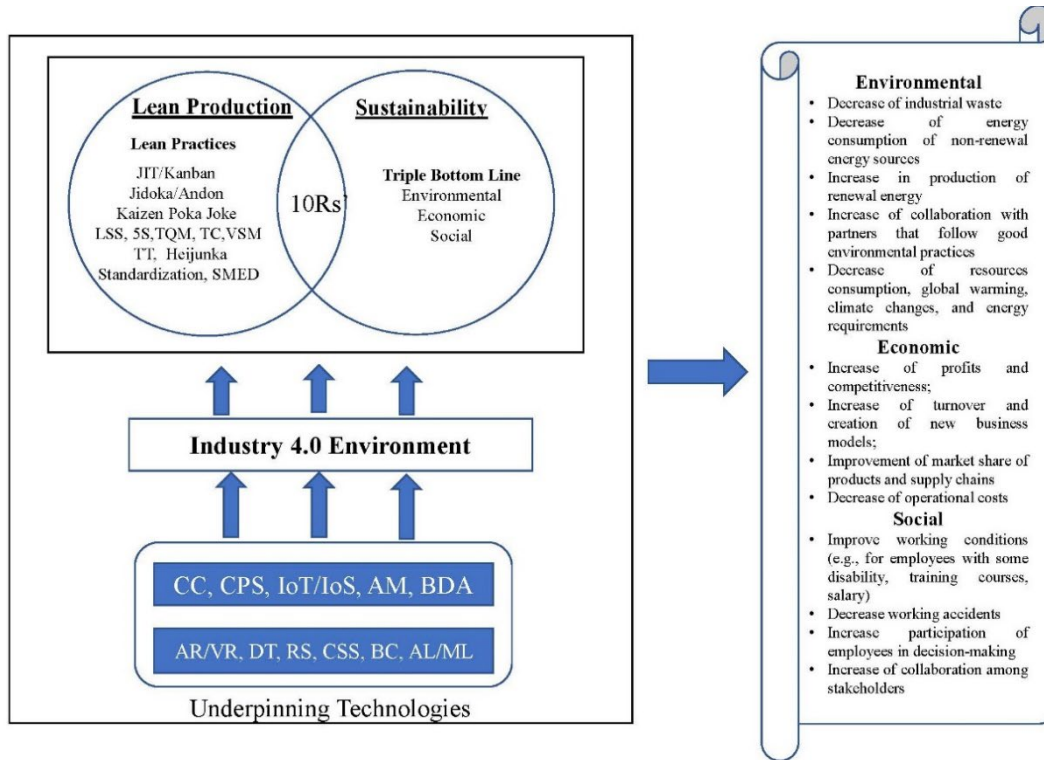 Lean Production
Lean Practices
JIT/Kanban
Jidoka/Andon
Kaizen Poka Joke
LSS, 5S,TQM, TC,VSM
TT, Heijunka
Standardization, SMED
10Rs’
Sustainability
Triple Bottom Line
Environmental
Economic
Social
Industry 4.0 Environment
CC, CPS, IoT/IoS, AM, BDA
AR/VR, DT, RS, CSS, BC, AL/ML
Underpinning Technologies
Environmental
• Decrease of industrial waste
• Decrease of energy
consumption of non-renewal
energy sources
• Increase in production of
renewal energy
• Increase of collaboration with
partners that follow good
environmental practices
• Decrease of resources
consumption, global warming,
climate changes, and energy
requirements
Economic
• Increase of profits and
competitiveness;
• Increase of turnover and
creation of new business
models;
• Improvement of market share of
products and supply chains
• Decrease of operational costs
Social
• Improve working conditions
(e.g., for employees with some
disability, training courses,
salary)
• Decrease working accidents
• Increase participation of
employees in decision-making
• Increase of collaboration among
stakeholders